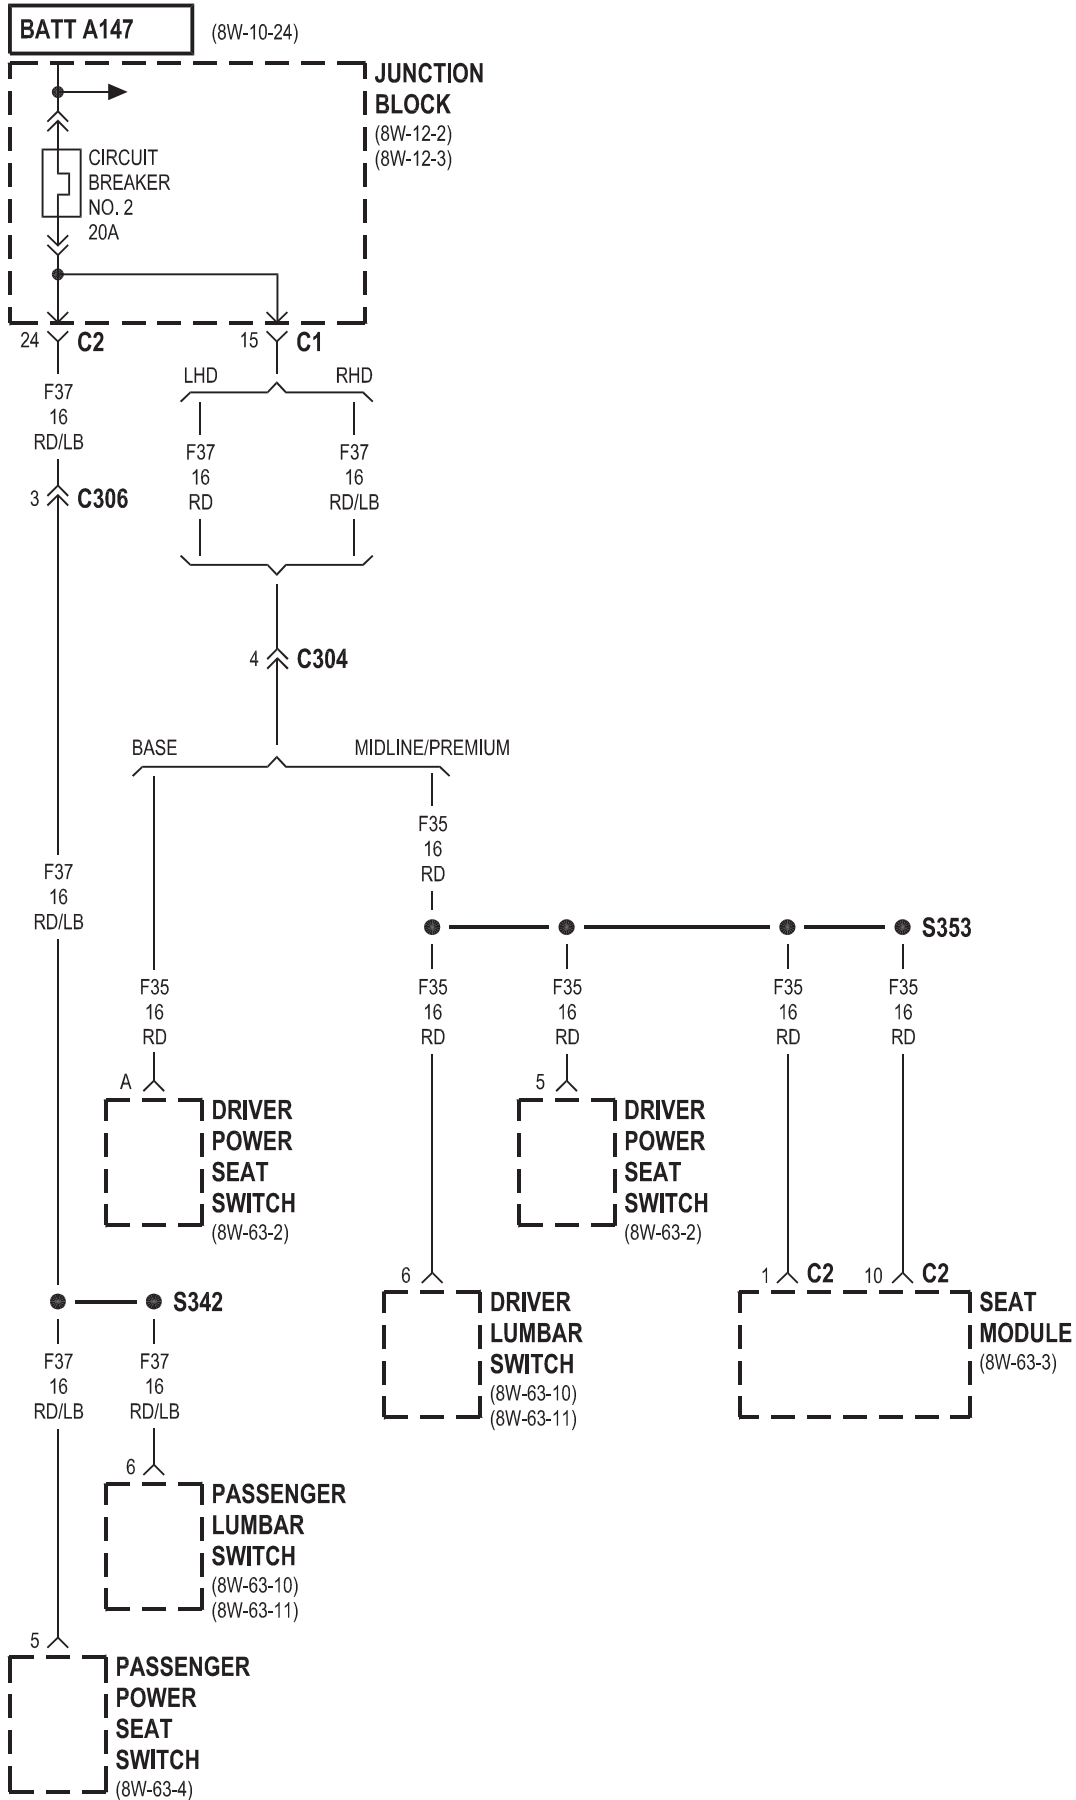 BATT A147
(8W-10-24)
JUNCTION
BLOCK
(8W-12-2)
(8W-12-3)
CIRCUIT
BREAKER
NO. 2
20A
24 C2
15 C1
LHD
RHD
F37
16
RD/LB
F37
16
RD
F37
16
RD/LB
3 C306
4 C304
BASE
MIDLINE/PREMIUM
F35
16
RD
F37
16
RD/LB
S353
F35
16
RD
F35
16
RD
F35
16
RD
F35
16
RD
F35
16
RD
A
DRIVER
POWER
SEAT
SWITCH
(8W-63-2)
5
DRIVER
POWER
SEAT
SWITCH
(8W-63-2)
6
DRIVER
LUMBAR
SWITCH
(8W-63-10)
(8W-63-11)
1 C2
10 C2
SEAT
MODULE
(8W-63-3)
S342
F37
16
RD/LB
F37
16
RD/LB
6
PASSENGER
LUMBAR
SWITCH
(8W-63-10)
(8W-63-11)
5
PASSENGER
POWER
SEAT
SWITCH
(8W-63-4)